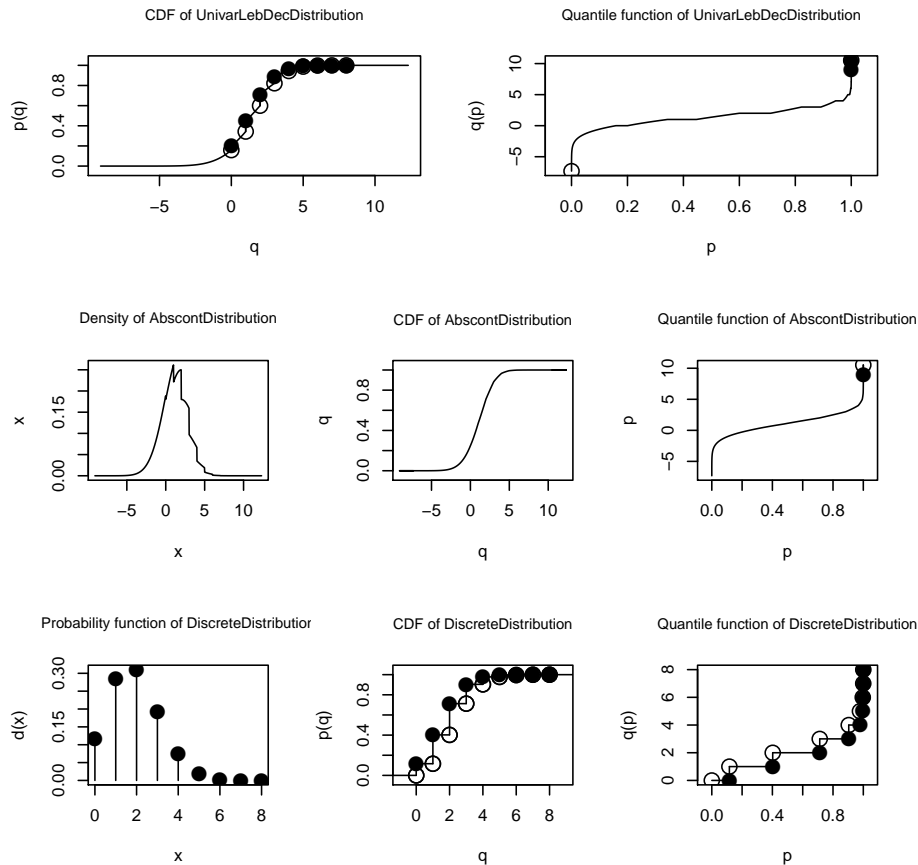 CDF of UnivarLebDecDistribution
p(q)
0.0 0.4 0.8
−5 0 5 10
q
Quantile function of UnivarLebDecDistribution
q(p)
−5 0 5 10
0.0 0.2 0.4 0.6 0.8 1.0
p
Density of AbscontDistribution
x
0.00 0.15
−5 0 5 10
x
CDF of AbscontDistribution
q
0.0 0.4 0.8
−5 0 5 10
q
Quantile function of AbscontDistribution
p
−5 0 5 10
0.0 0.4 0.8
p
Probability function of DiscreteDistribution
d(x)
0.00 0.15 0.30
0 2 4 6 8
x
CDF of DiscreteDistribution
p(q)
0.0 0.4 0.8
0 2 4 6 8
q
Quantile function of DiscreteDistribution
q(p)
0 2 4 6 8
0.0 0.4 0.8
p